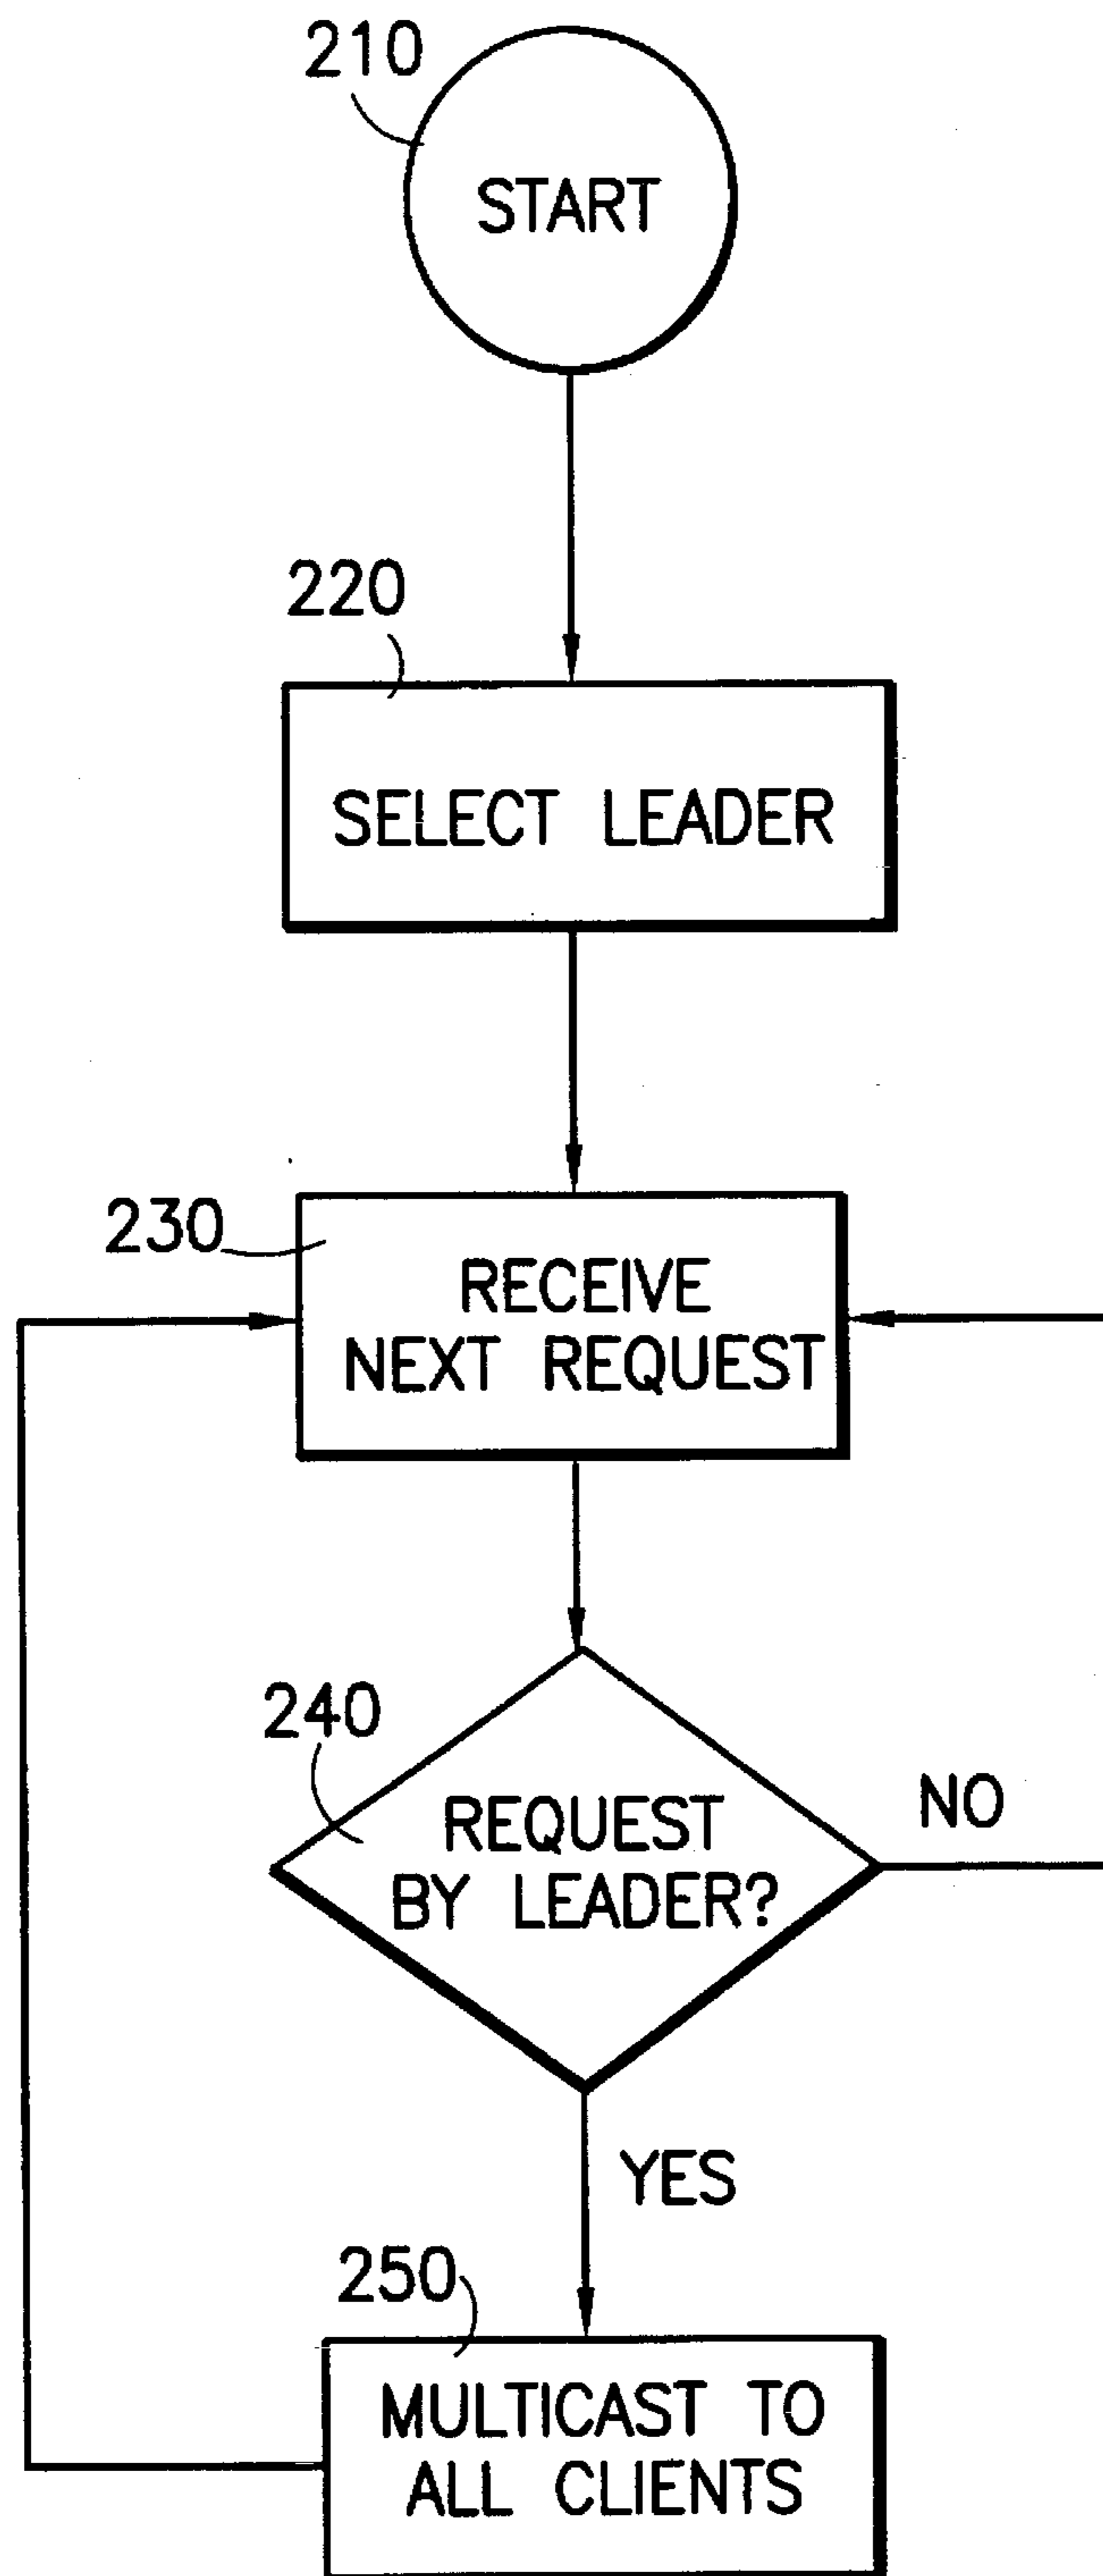 210
START
220
SELECT LEADER
230
RECEIVE
NEXT REQUEST
240
REQUEST
BY LEADER?
NO
YES
250
MULTICAST TO
ALL CLIENTS